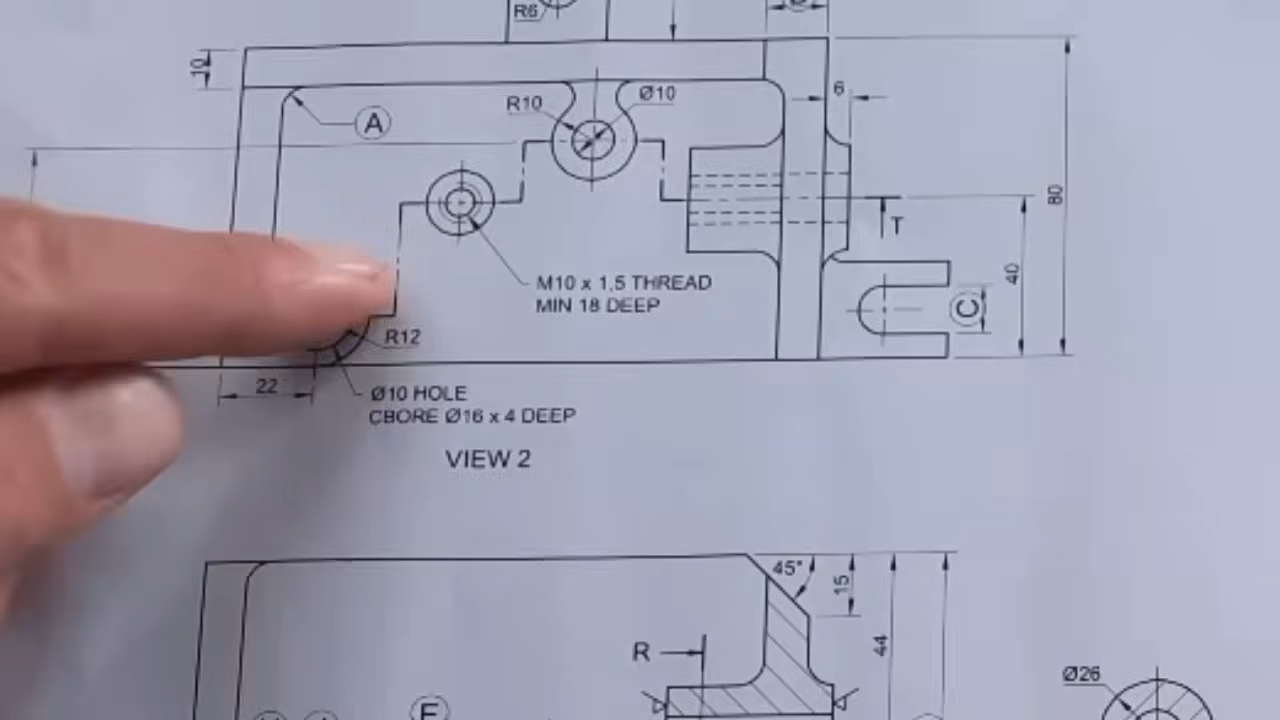 R6
10
R10
Ø10
6
A
80
T
M10 x 1,5 THREAD
MIN 18 DEEP
40
C
R12
22
Ø10 HOLE
CBORE Ø16 x 4 DEEP
VIEW 2
45°
15
44
R
Ø26
E